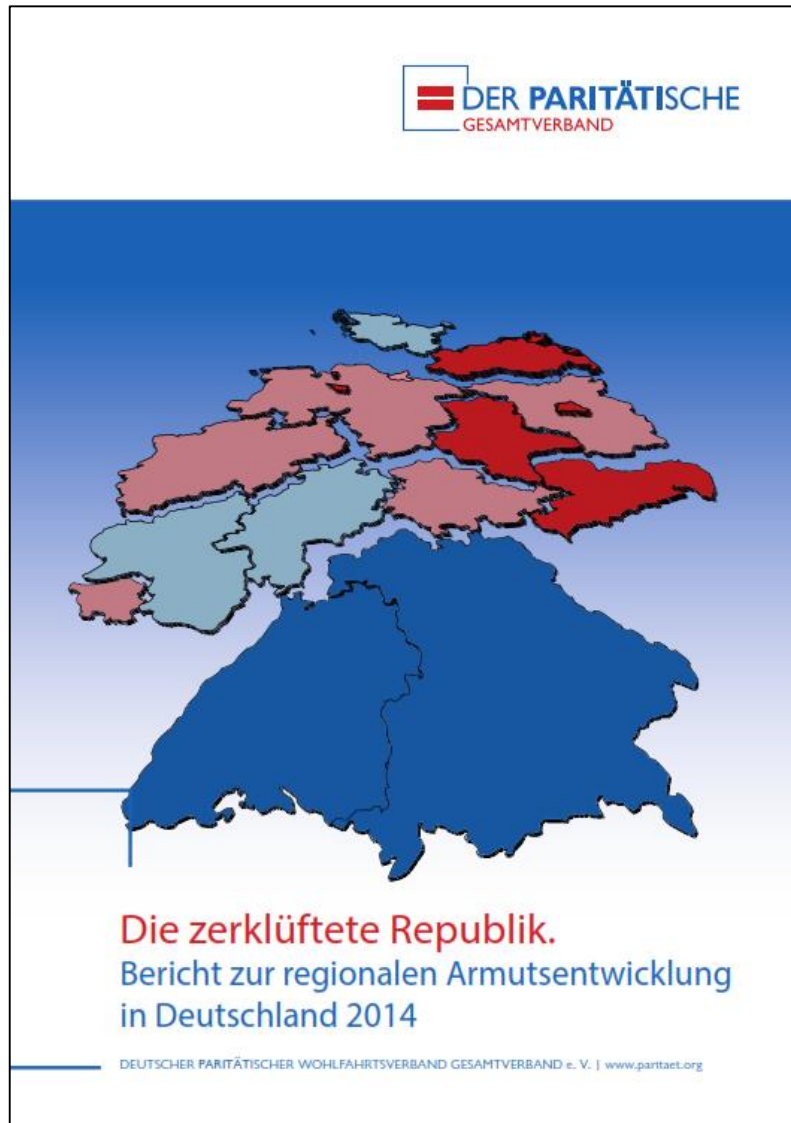 DER PARITÄTISCHE
GESAMTVERBAND
Die zerklüftete Republik.
Bericht zur regionalen Armutsentwicklung
in Deutschland 2014
DEUTSCHER PARITÄTISCHER WOHLFAHRTSVERBAND GESAMTVERBAND e. V. | www.paritaet.org